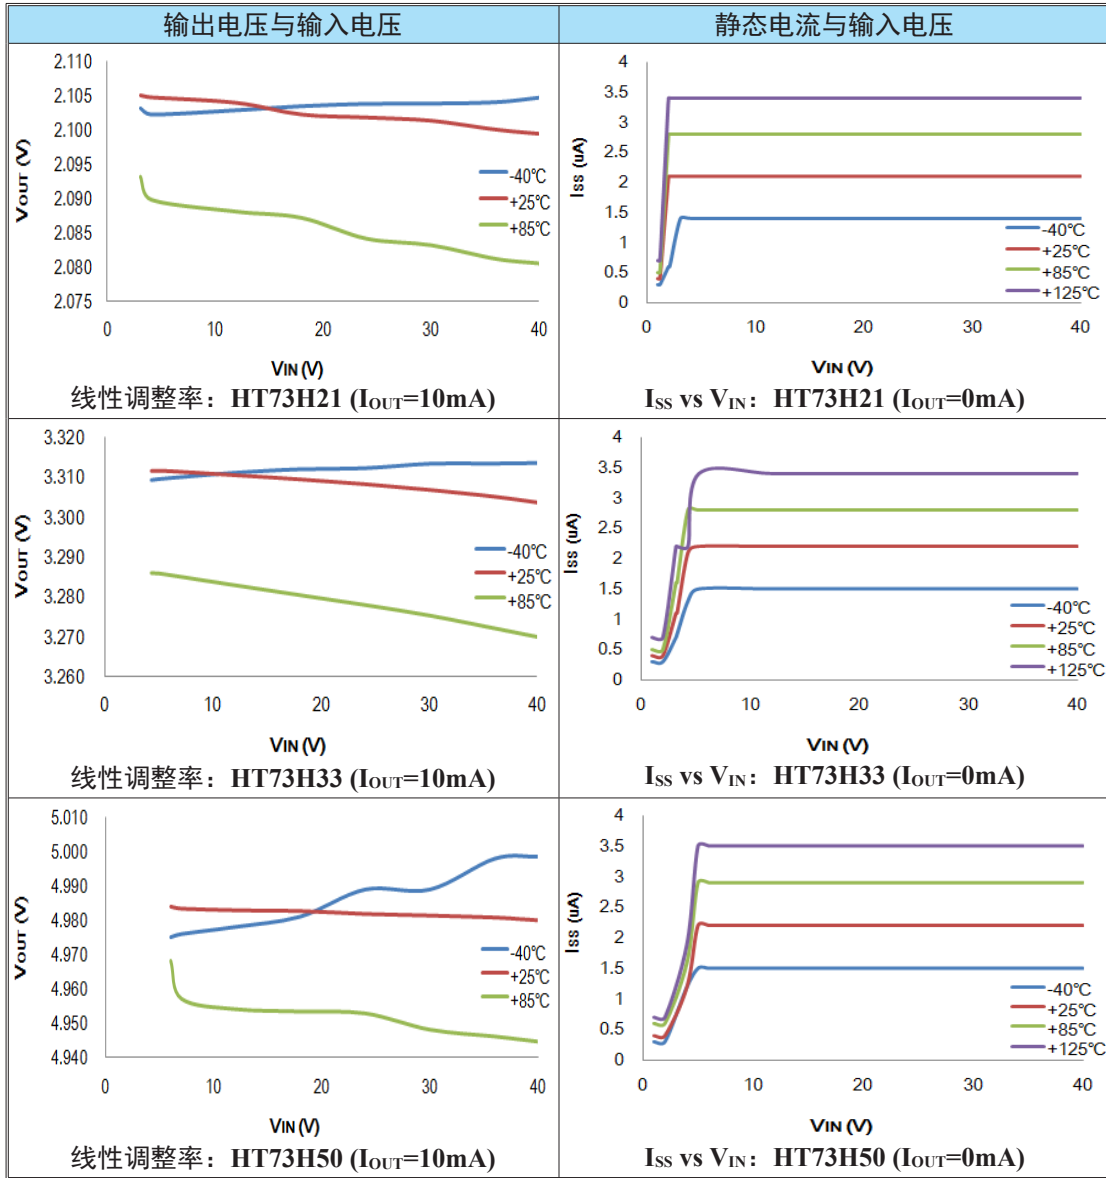 输出电压与输入电压
静态电流与输入电压
2.110
2.105
2.100
2.095
2.090
2.085
2.080
2.075
VOUT (V)
-40℃
+25℃
+85℃
0 10 20 30 40
VIN (V)
线性调整率：HT73H21 (IOUT=10mA)
4
3.5
3
2.5
2
1.5
1
0.5
0
ISS (uA)
-40℃
+25℃
+85℃
+125℃
0 10 20 30 40
VIN (V)
ISS vs VIN：HT73H21 (IOUT=0mA)
3.320
3.310
3.300
3.290
3.280
3.270
3.260
VOUT (V)
-40℃
+25℃
+85℃
0 10 20 30 40
VIN (V)
线性调整率：HT73H33 (IOUT=10mA)
4
3.5
3
2.5
2
1.5
1
0.5
0
ISS (uA)
-40℃
+25℃
+85℃
+125℃
0 10 20 30 40
VIN (V)
ISS vs VIN：HT73H33 (IOUT=0mA)
5.010
5.000
4.990
4.980
4.970
4.960
4.950
4.940
VOUT (V)
-40℃
+25℃
+85℃
0 10 20 30 40
VIN (V)
线性调整率：HT73H50 (IOUT=10mA)
4
3.5
3
2.5
2
1.5
1
0.5
0
ISS (uA)
-40℃
+25℃
+85℃
+125℃
0 10 20 30 40
VIN (V)
ISS vs VIN：HT73H50 (IOUT=0mA)